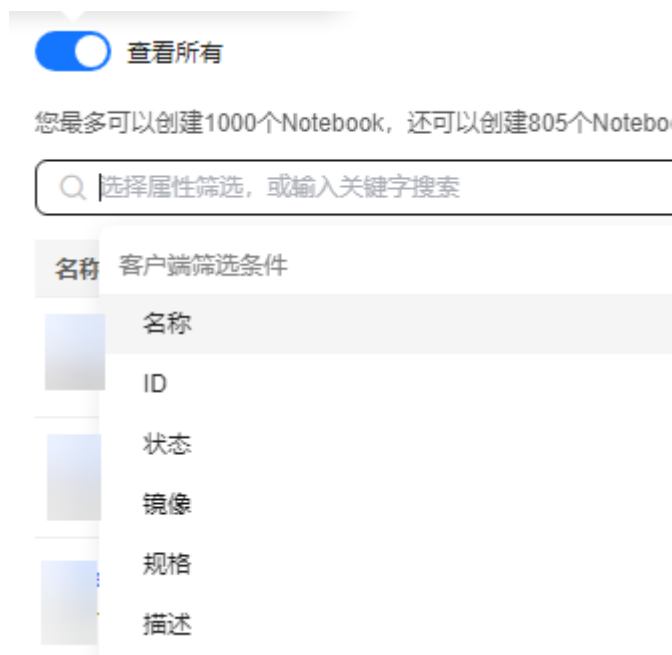 查看所有
您最多可以创建1000个Notebook，还可以创建805个Notebo
选择属性筛选，或输入关键字搜索
名称
客户端筛选条件
名称
ID
状态
镜像
规格
描述